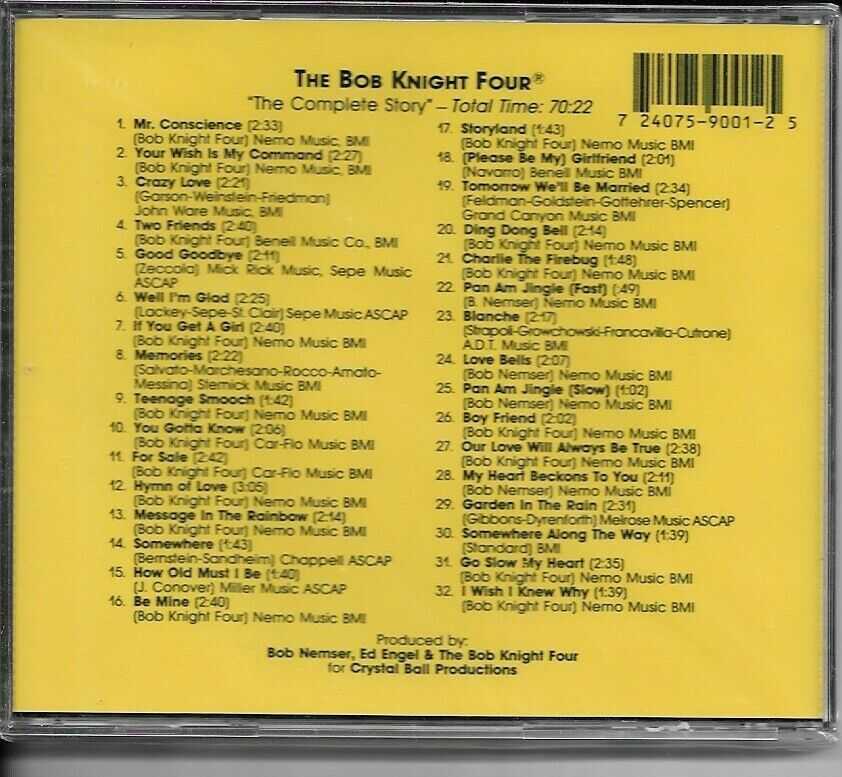 THE BOB KNIGHT FOUR®
"The Complete Story" – Total Time: 70:22
7 24075-9001-2 5
1. Mr. Conscience (2:33)
(Bob Knight Four) Nemo Music, BMI
2. Your Wish Is My Command (2:27)
(Bob Knight Four) Nemo Music, BMI
3. Crazy Love (2:21)
(Garson-Weinstein-Friedman)
John Ware Music, BMI
4. Two Friends (2:40)
(Bob Knight Four) Benell Music Co., BMI
5. Good Goodbye (2:11)
(Zeccola) Mick Rick Music, Sepe Music
ASCAP
6. Well I'm Glad (2:25)
(Lackey-Sepe-St. Clair) Sepe Music ASCAP
7. If You Get A Girl (2:40)
(Bob Knight Four) Nemo Music BMI
8. Memories (2:22)
(Salvato-Marchesano-Rocco-Amato-
Messina) Sternick Music BMI
9. Teenage Smooch (1:42)
(Bob Knight Four) Nemo Music BMI
10. You Gotta Know (2:06)
(Bob Knight Four) Car-Flo Music BMI
11. For Sale (2:42)
(Bob Knight Four) Car-Flo Music BMI
12. Hymn of Love (3:05)
(Bob Knight Four) Nemo Music BMI
13. Message In The Rainbow (2:14)
(Bob Knight Four) Nemo Music BMI
14. Somewhere (1:43)
(Bernstein-Sandheim) Chappell ASCAP
15. How Old Must I Be (1:40)
(J. Conover) Miller Music ASCAP
16. Be Mine (2:40)
(Bob Knight Four) Nemo Music BMI
17. Storyland (1:43)
(Bob Knight Four) Nemo Music BMI
18. (Please Be My) Girlfriend (2:01)
(Navarro) Benell Music BMI
19. Tomorrow We'll Be Married (2:34)
(Feldman-Goldstein-Gottehrer-Spencer)
Grand Canyon Music BMI
20. Ding Dong Bell (2:14)
(Bob Knight Four) Nemo Music BMI
21. Charlie The Firebug (1:48)
(Bob Knight Four) Nemo Music BMI
22. Pan Am Jingle (Fast) (:49)
(B. Nemser) Nemo Music BMI
23. Blanche (2:17)
(Strapoli-Growchowski-Francavilla-Cutrone)
A.D.T. Music BMI
24. Love Bells (2:07)
(Bob Nemser) Nemo Music BMI
25. Pan Am Jingle (Slow) (1:02)
(Bob Nemser) Nemo Music BMI
26. Boy Friend (2:02)
(Bob Knight Four) Nemo Music BMI
27. Our Love Will Always Be True (2:38)
(Bob Knight Four) Nemo Music BMI
28. My Heart Beckons To You (2:11)
(Bob Nemser) Nemo Music BMI
29. Garden In The Rain (2:31)
(Gibbons-Dyrenforth) Melrose Music ASCAP
30. Somewhere Along The Way (1:39)
(Standard) BMI
31. Go Slow My Heart (2:35)
(Bob Knight Four) Nemo Music BMI
32. I Wish I Knew Why (1:39)
(Bob Knight Four) Nemo Music BMI
Produced by:
Bob Nemser, Ed Engel & The Bob Knight Four
for Crystal Ball Productions